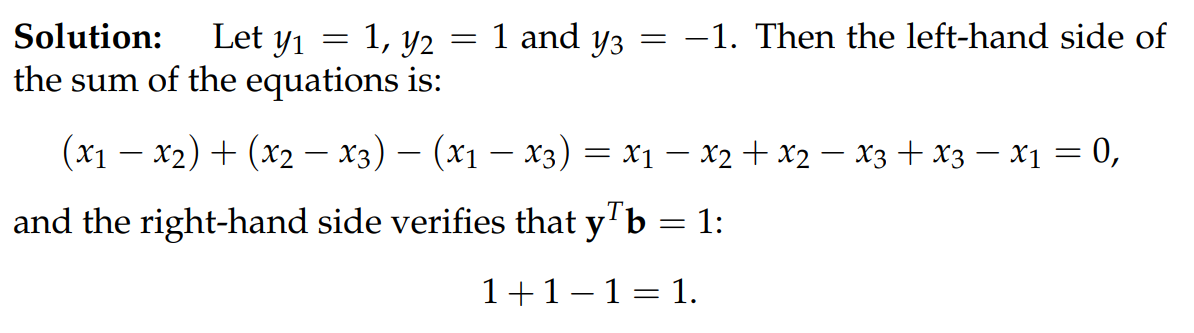 Solution: Let y₁ = 1, y₂ = 1 and y₃ = −1. Then the left-hand side of
the sum of the equations is:
(x₁ − x₂) + (x₂ − x₃) − (x₁ − x₃) = x₁ − x₂ + x₂ − x₃ + x₃ − x₁ = 0,
and the right-hand side verifies that yᵀb = 1:
1 + 1 − 1 = 1.